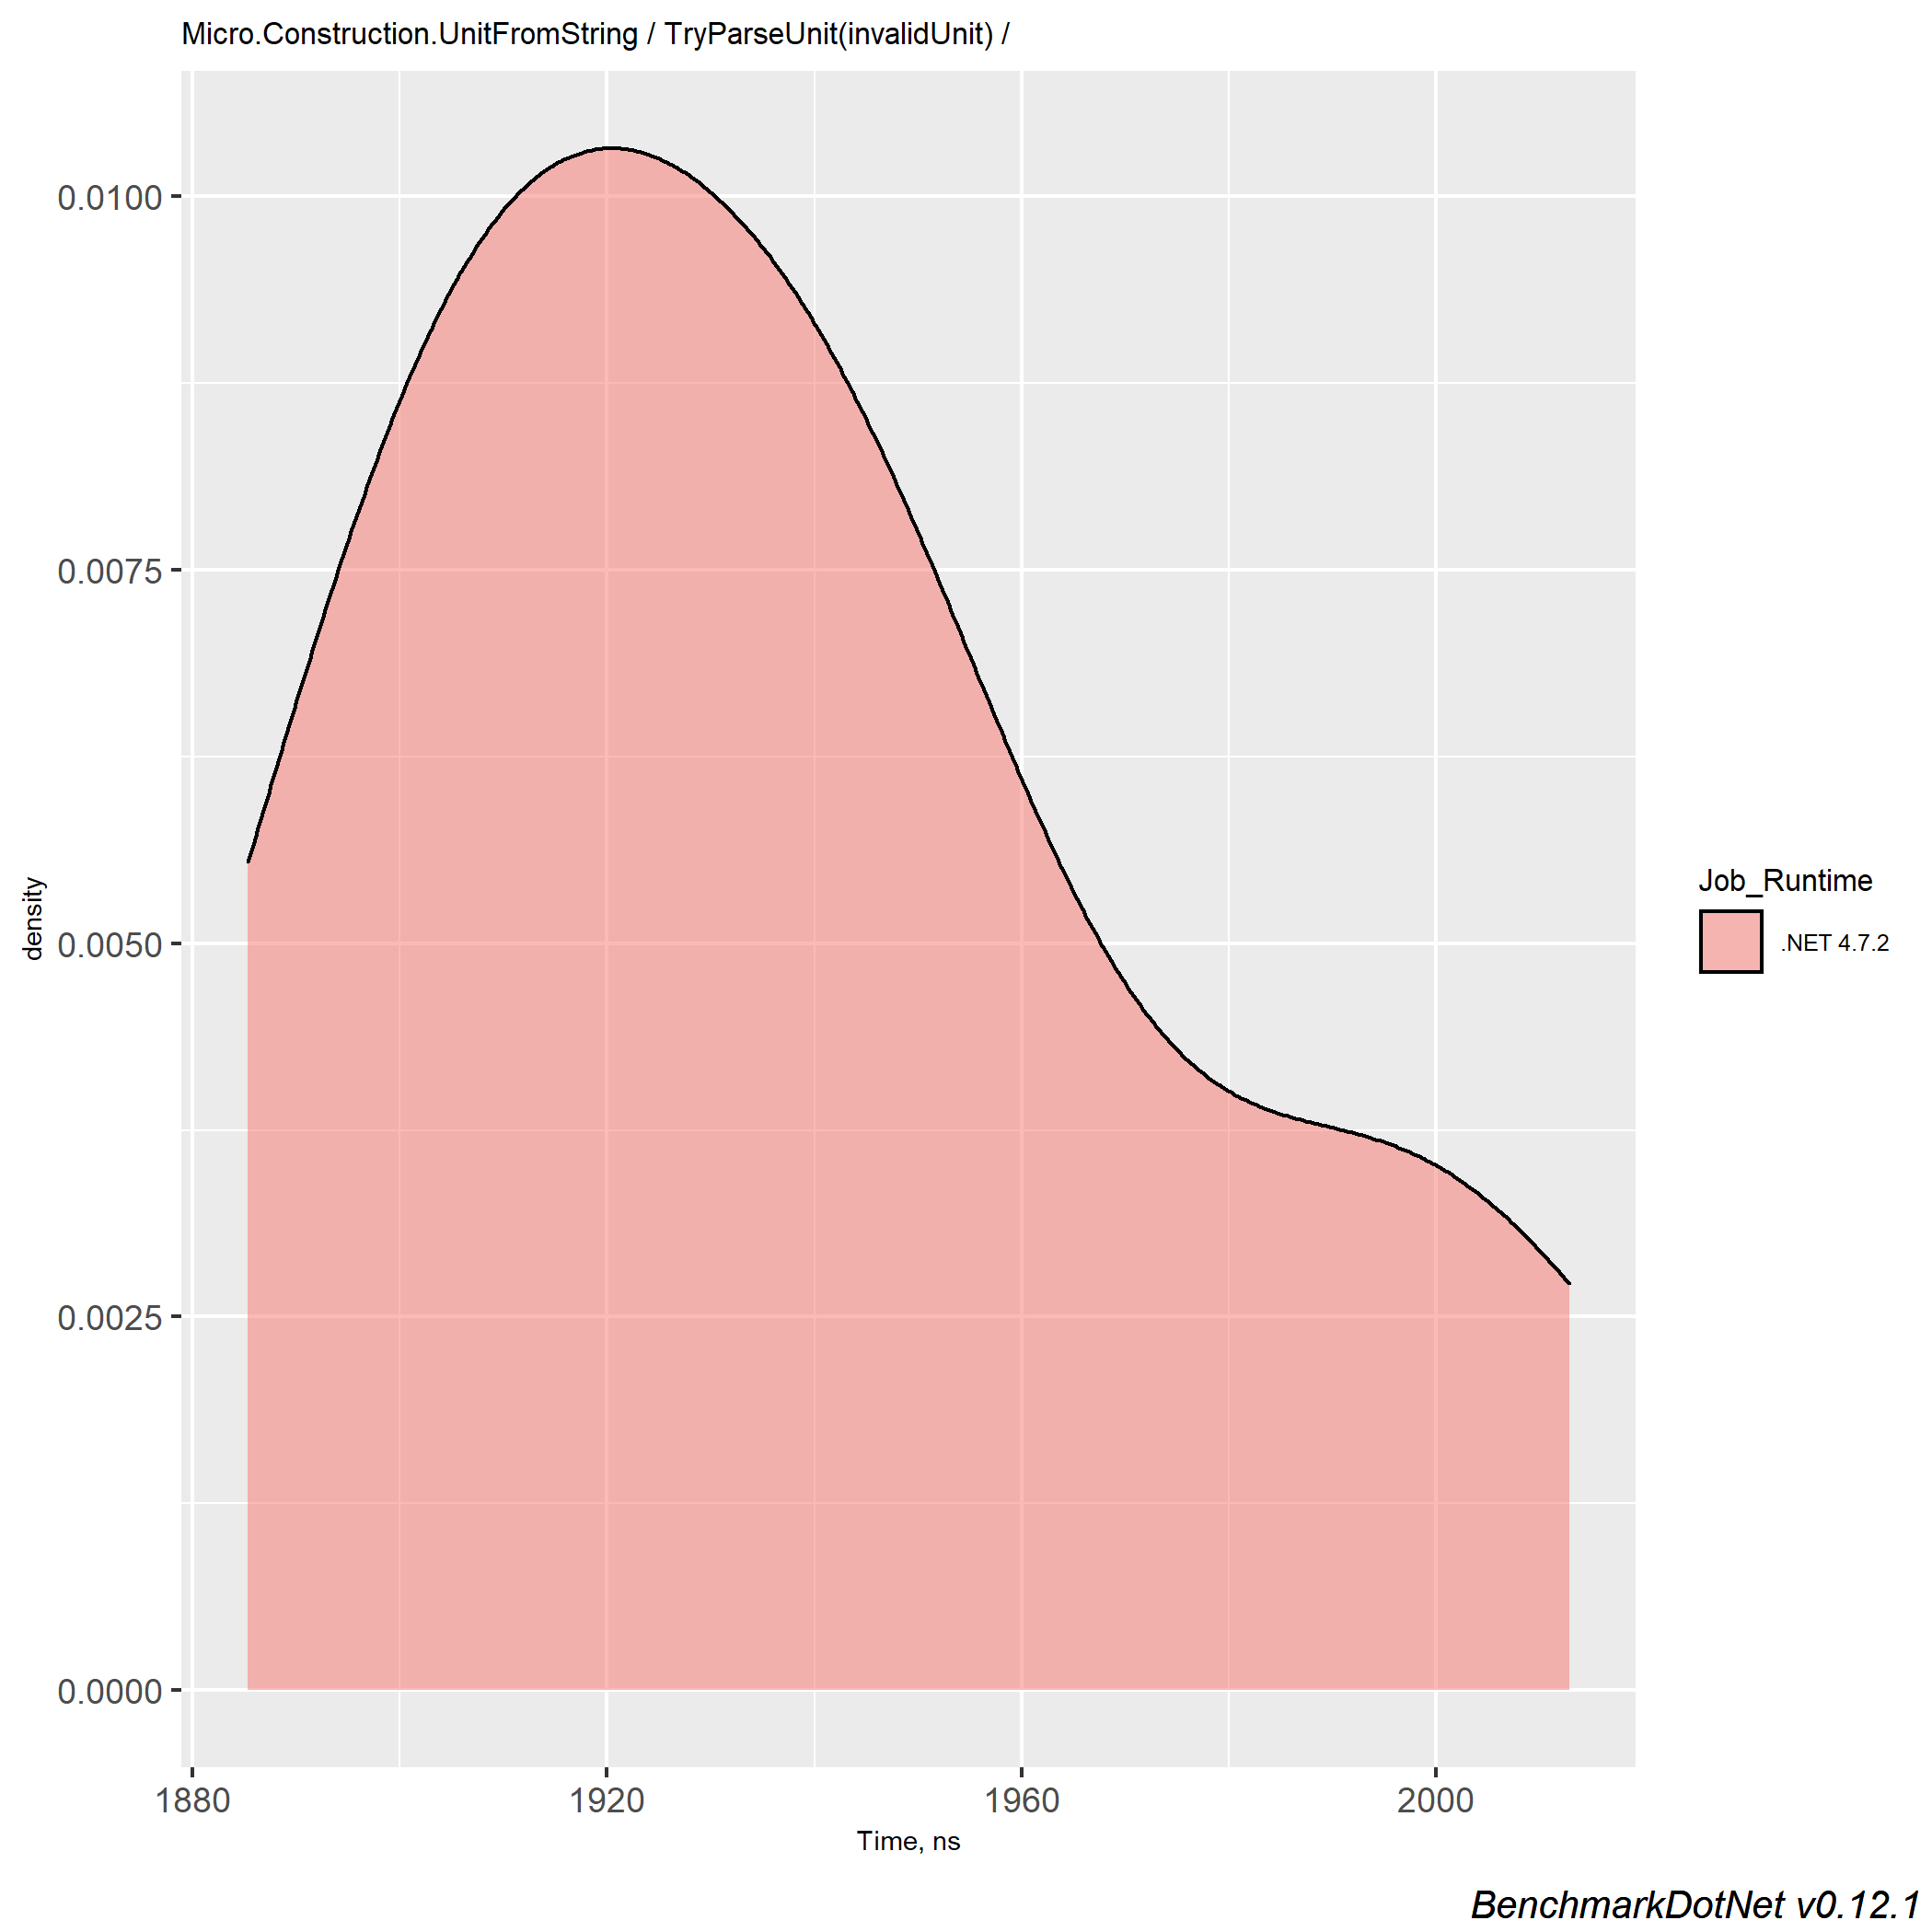 Micro.Construction.UnitFromString / TryParseUnit(invalidUnit) /
0.0100
0.0075
0.0050
0.0025
0.0000
density
1880 1920 1960 2000
Time, ns
Job_Runtime
.NET 4.7.2
BenchmarkDotNet v0.12.1